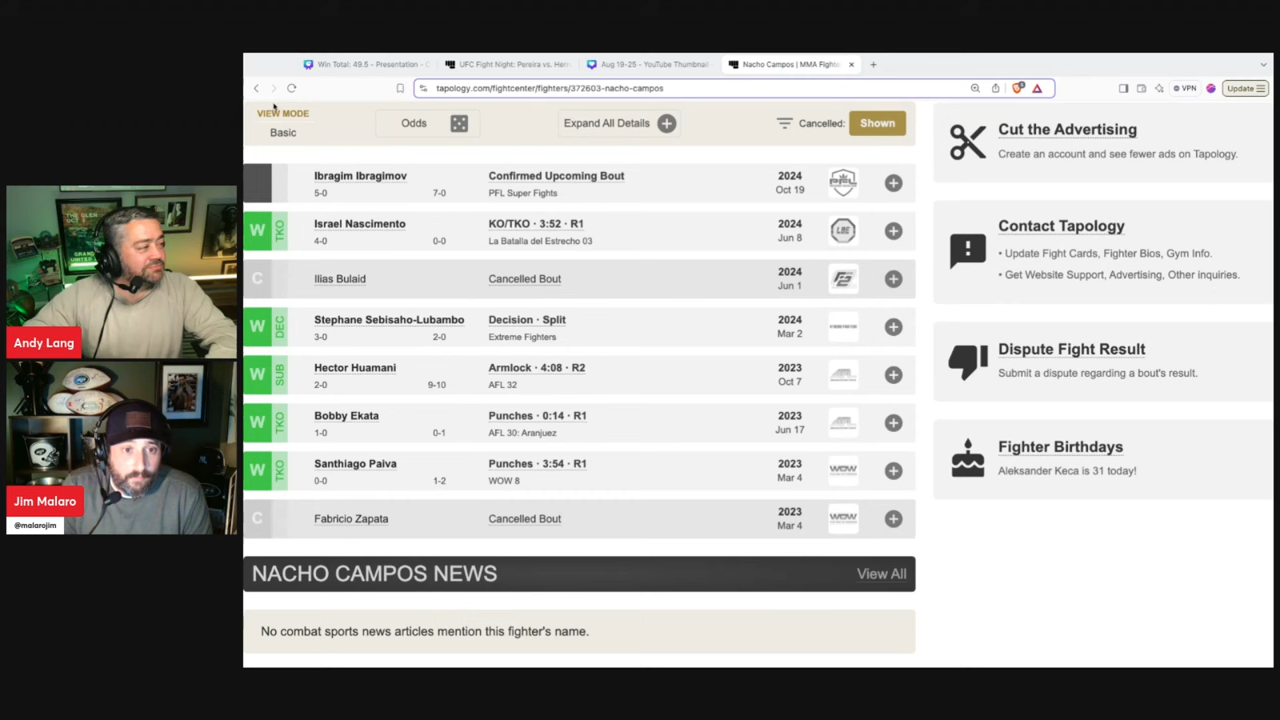 Win Total: 49.5 - Presentation - C
UFC Fight Night: Pereira vs. Hern
Aug 19-25 - YouTube Thumbnail
Nacho Campos | MMA Fighte
tapology.com/fightcenter/fighters/372603-nacho-campos
VPN
Update
VIEW MODE
Basic
Odds
Expand All Details
Cancelled:
Shown
Ibragim Ibragimov Confirmed Upcoming Bout 2024
5-0 7-0 PFL Super Fights Oct 19
PFL
W TKO Israel Nascimento KO/TKO · 3:52 · R1 2024
4-0 0-0 La Batalla del Estrecho 03 Jun 8
LBE
C Ilias Bulaid Cancelled Bout 2024
Jun 1
W DEC Stephane Sebisaho-Lubambo Decision · Split 2024
3-0 2-0 Extreme Fighters Mar 2
W SUB Hector Huamani Armlock · 4:08 · R2 2023
2-0 9-10 AFL 32 Oct 7
W TKO Bobby Ekata Punches · 0:14 · R1 2023
1-0 0-1 AFL 30: Aranjuez Jun 17
W TKO Santhiago Paiva Punches · 3:54 · R1 2023
0-0 1-2 WOW 8 Mar 4
WOW
C Fabricio Zapata Cancelled Bout 2023
Mar 4
WOW
NACHO CAMPOS NEWS View All
No combat sports news articles mention this fighter's name.
Cut the Advertising
Create an account and see fewer ads on Tapology.
Contact Tapology
• Update Fight Cards, Fighter Bios, Gym Info.
• Get Website Support, Advertising, Other inquiries.
Dispute Fight Result
Submit a dispute regarding a bout's result.
Fighter Birthdays
Aleksander Keca is 31 today!
Andy Lang
Jim Malaro
@malarojim